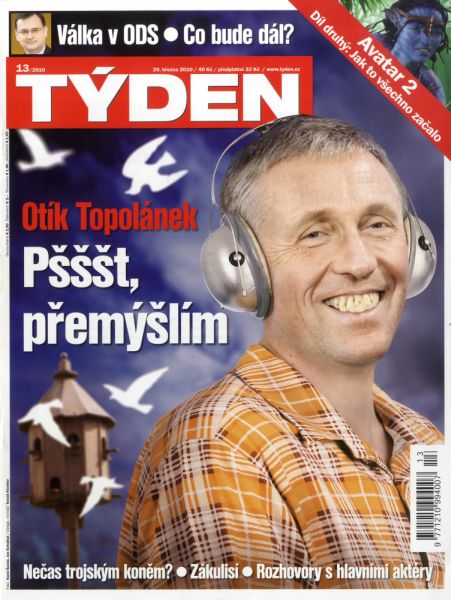 Válka v ODS ● Co bude dál?
Avatar 2
Díl druhý: Jak to všechno začalo
13/2010
29. března 2010 / 40 Kč / předplatné 32 Kč / www.tyden.cz
TÝDEN
Otík Topolánek
Pšššt,
přemýšlím
13
9 771210 994007
Nečas trojským koněm? ● Zákulisí ● Rozhovory s hlavními aktéry